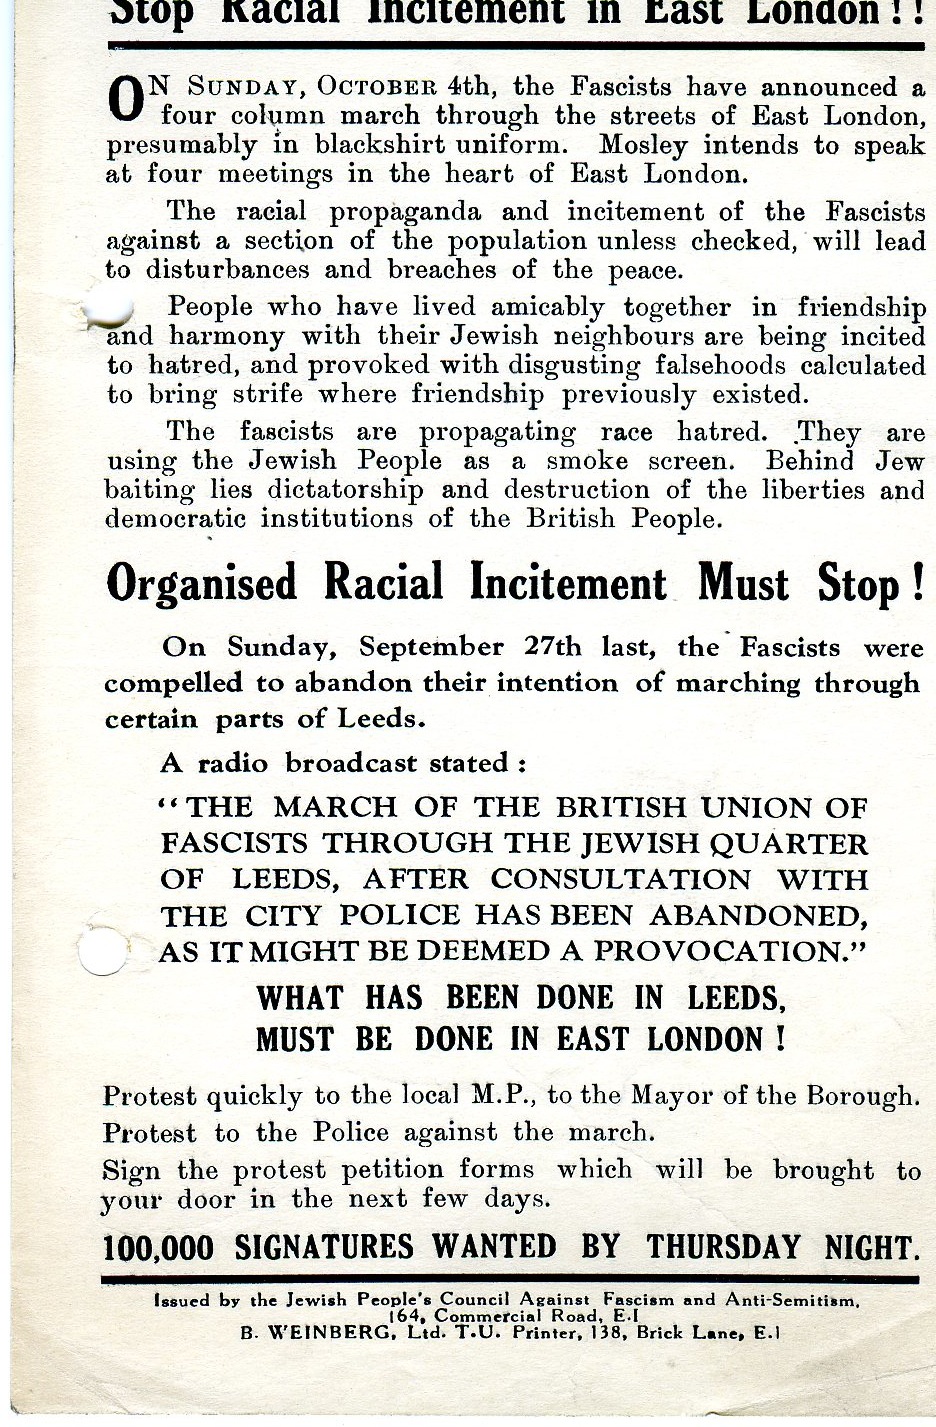 Stop Racial Incitement in East London!!
ON SUNDAY, OCTOBER 4th, the Fascists have announced a
four column march through the streets of East London,
presumably in blackshirt uniform. Mosley intends to speak
at four meetings in the heart of East London.
The racial propaganda and incitement of the Fascists
against a section of the population unless checked, will lead
to disturbances and breaches of the peace.
People who have lived amicably together in friendship
and harmony with their Jewish neighbours are being incited
to hatred, and provoked with disgusting falsehoods calculated
to bring strife where friendship previously existed.
The fascists are propagating race hatred. They are
using the Jewish People as a smoke screen. Behind Jew
baiting lies dictatorship and destruction of the liberties and
democratic institutions of the British People.
Organised Racial Incitement Must Stop!
On Sunday, September 27th last, the Fascists were
compelled to abandon their intention of marching through
certain parts of Leeds.
A radio broadcast stated :
"THE MARCH OF THE BRITISH UNION OF
FASCISTS THROUGH THE JEWISH QUARTER
OF LEEDS, AFTER CONSULTATION WITH
THE CITY POLICE HAS BEEN ABANDONED,
AS IT MIGHT BE DEEMED A PROVOCATION."
WHAT HAS BEEN DONE IN LEEDS,
MUST BE DONE IN EAST LONDON !
Protest quickly to the local M.P., to the Mayor of the Borough.
Protest to the Police against the march.
Sign the protest petition forms which will be brought to
your door in the next few days.
100,000 SIGNATURES WANTED BY THURSDAY NIGHT.
Issued by the Jewish People's Council Against Fascism and Anti-Semitism,
164, Commercial Road, E.1
B. WEINBERG, Ltd. T.U. Printer, 138, Brick Lane, E.1